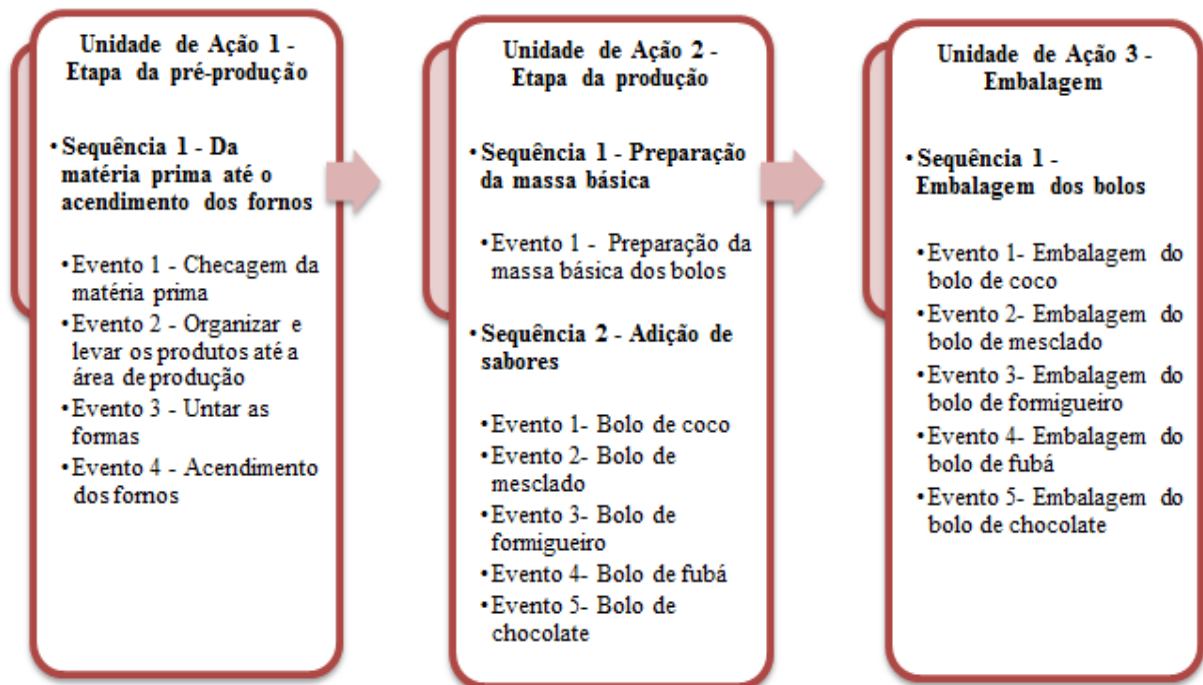 Unidade de Ação 1 -
Etapa da pré-produção
• Sequência 1 - Da
matéria prima até o
acendimento dos fornos
• Evento 1 - Checagem da
matéria prima
• Evento 2 - Organizar e
levar os produtos até a
área de produção
• Evento 3 - Untar as
formas
• Evento 4 - Acendimento
dos fornos
Unidade de Ação 2 -
Etapa da produção
• Sequência 1 - Preparação
da massa básica
• Evento 1 - Preparação da
massa básica dos bolos
• Sequência 2 - Adição de
sabores
• Evento 1- Bolo de coco
• Evento 2- Bolo de
mesclado
• Evento 3- Bolo de
formigueiro
• Evento 4- Bolo de fubá
• Evento 5- Bolo de
chocolate
Unidade de Ação 3 -
Embalagem
• Sequência 1 -
Embalagem dos bolos
• Evento 1- Embalagem do
bolo de coco
• Evento 2- Embalagem do
bolo de mesclado
• Evento 3- Embalagem do
bolo de formigueiro
• Evento 4- Embalagem do
bolo de fubá
• Evento 5- Embalagem do
bolo de chocolate